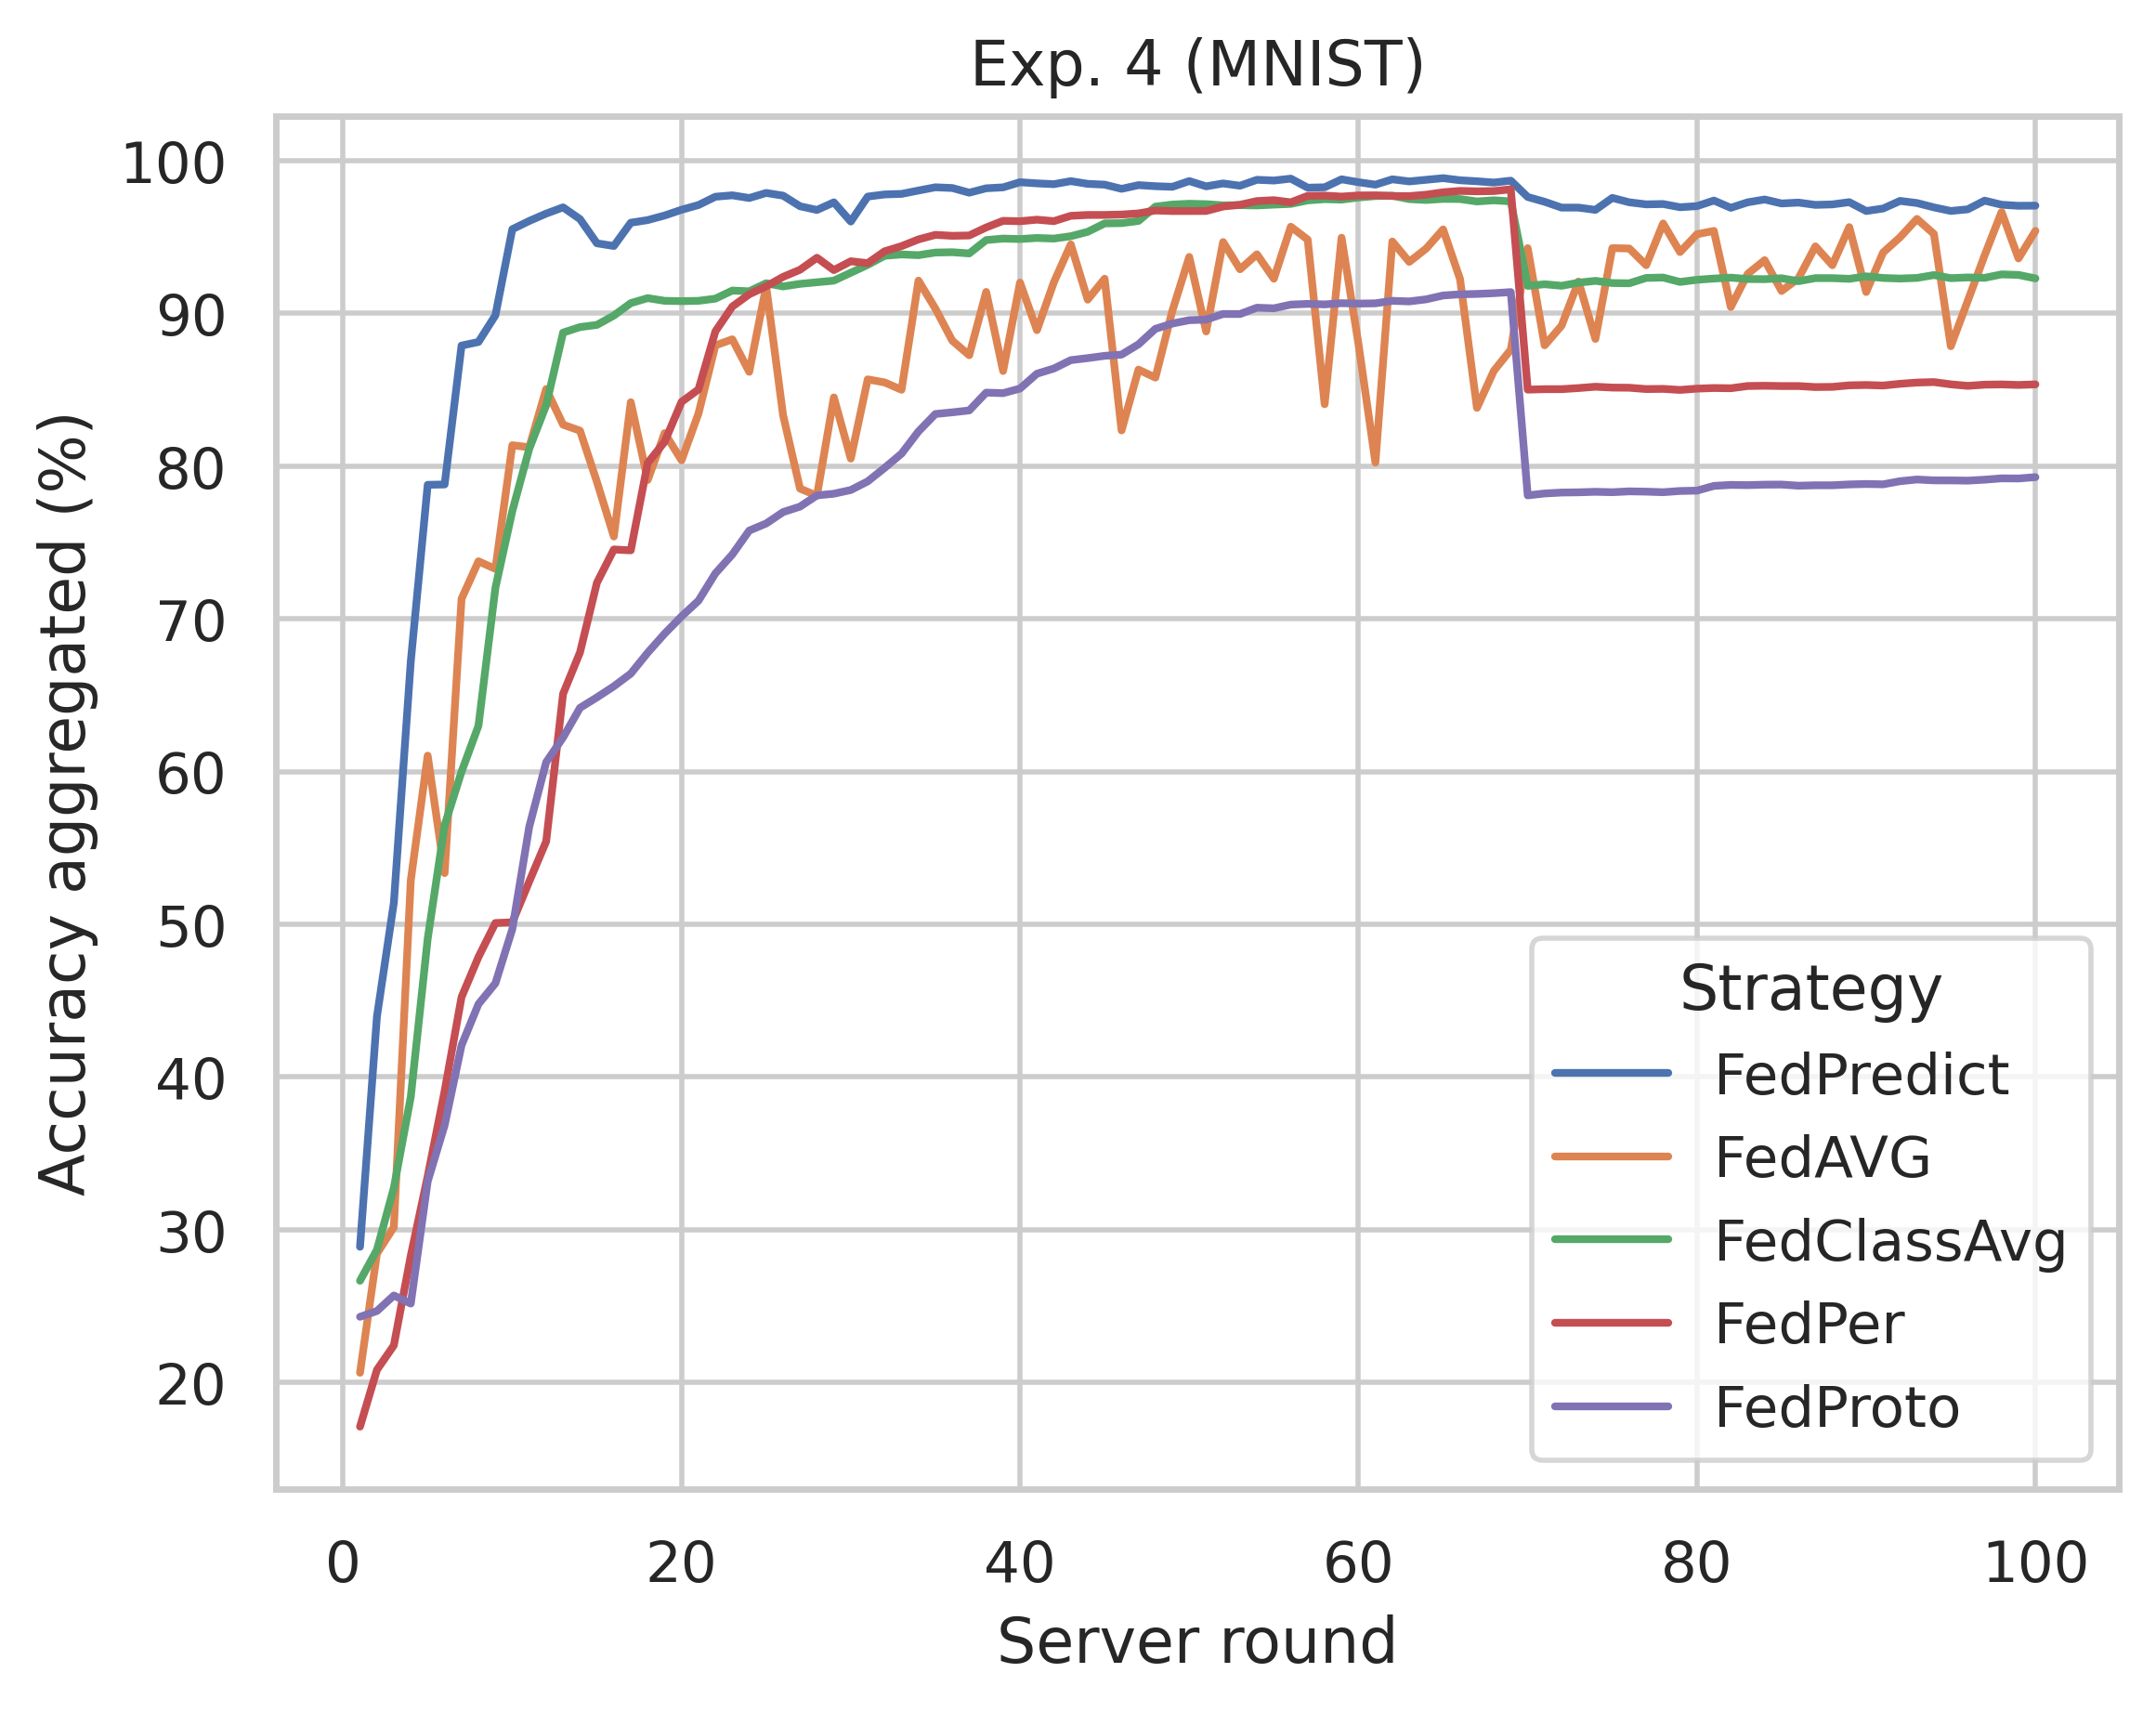 Exp. 4 (MNIST)
Accuracy aggregated (%)
100
90
80
70
60
50
40
30
20
Strategy
FedPredict
FedAVG
FedClassAvg
FedPer
FedProto
0 20 40 60 80 100
Server round